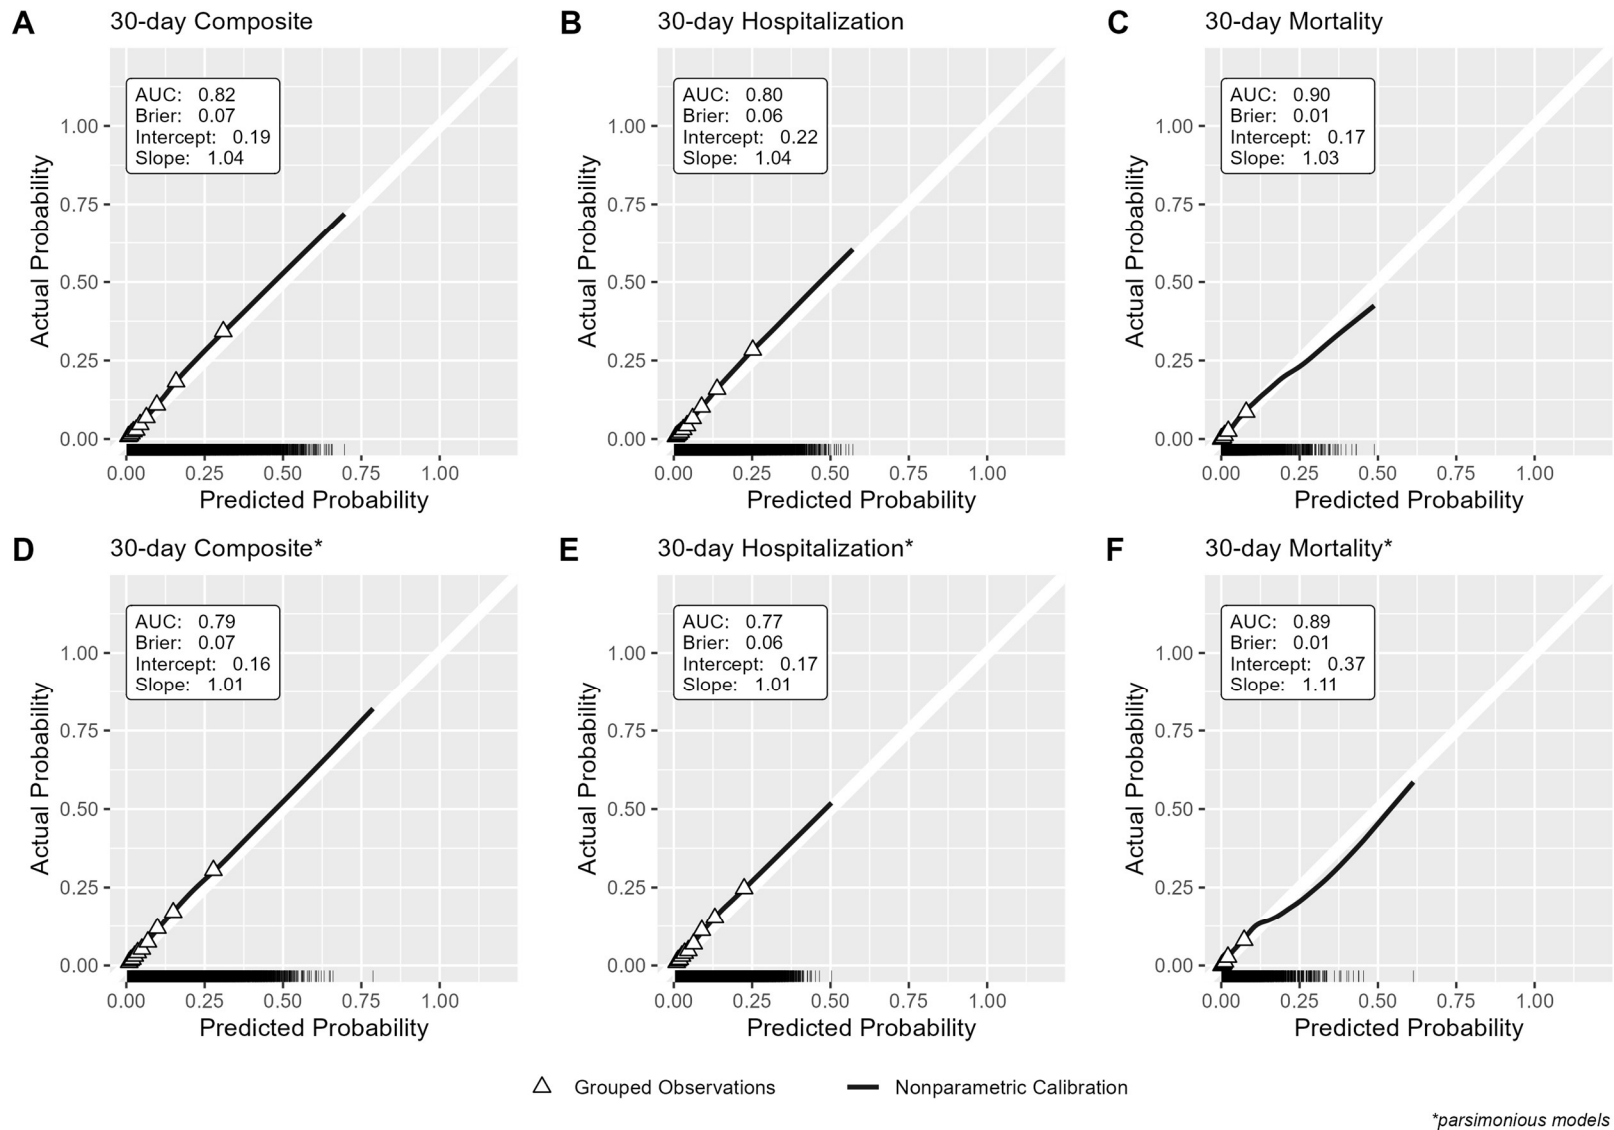 A 30-day Composite
AUC: 0.82
Brier: 0.07
Intercept: 0.19
Slope: 1.04
Actual Probability
1.00
0.75
0.50
0.25
0.00
0.00 0.25 0.50 0.75 1.00
Predicted Probability
B 30-day Hospitalization
AUC: 0.80
Brier: 0.06
Intercept: 0.22
Slope: 1.04
Actual Probability
1.00
0.75
0.50
0.25
0.00
0.00 0.25 0.50 0.75 1.00
Predicted Probability
C 30-day Mortality
AUC: 0.90
Brier: 0.01
Intercept: 0.17
Slope: 1.03
Actual Probability
1.00
0.75
0.50
0.25
0.00
0.00 0.25 0.50 0.75 1.00
Predicted Probability
D 30-day Composite*
AUC: 0.79
Brier: 0.07
Intercept: 0.16
Slope: 1.01
Actual Probability
1.00
0.75
0.50
0.25
0.00
0.00 0.25 0.50 0.75 1.00
Predicted Probability
E 30-day Hospitalization*
AUC: 0.77
Brier: 0.06
Intercept: 0.17
Slope: 1.01
Actual Probability
1.00
0.75
0.50
0.25
0.00
0.00 0.25 0.50 0.75 1.00
Predicted Probability
F 30-day Mortality*
AUC: 0.89
Brier: 0.01
Intercept: 0.37
Slope: 1.11
Actual Probability
1.00
0.75
0.50
0.25
0.00
0.00 0.25 0.50 0.75 1.00
Predicted Probability
Grouped Observations Nonparametric Calibration
*parsimonious models